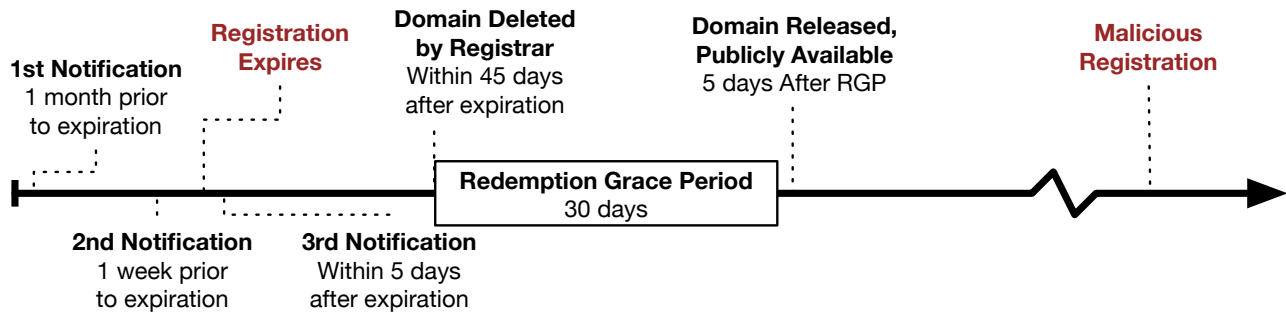 1st Notification
1 month prior
to expiration
Registration
Expires
Domain Deleted
by Registrar
Within 45 days
after expiration
Domain Released,
Publicly Available
5 days After RGP
Malicious
Registration
Redemption Grace Period
30 days
2nd Notification
1 week prior
to expiration
3rd Notification
Within 5 days
after expiration